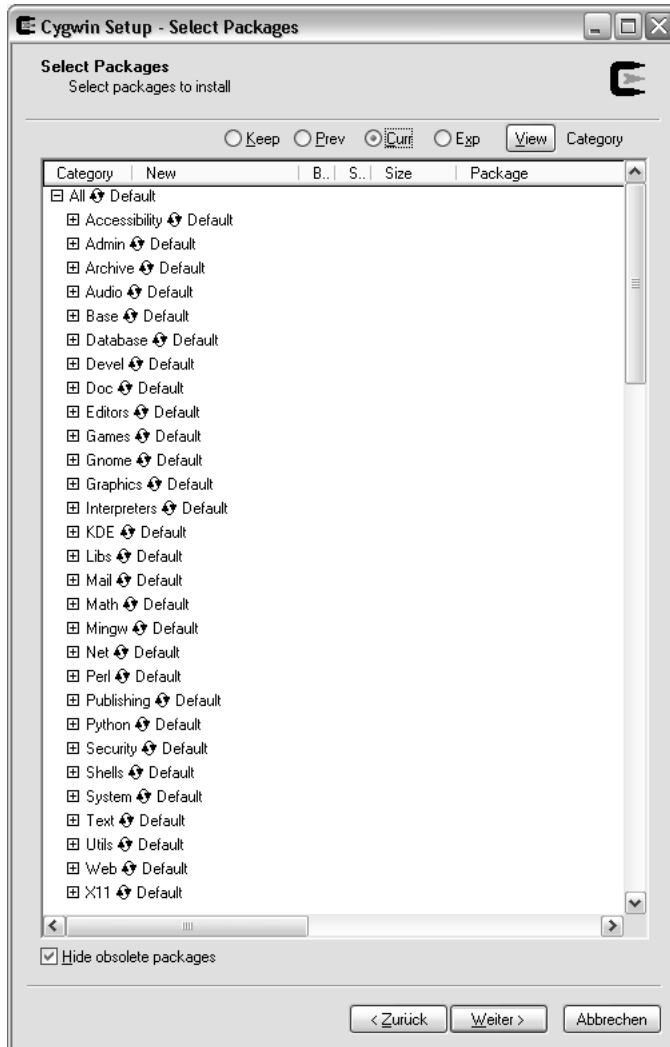 Cygwin Setup - Select Packages
Select Packages
Select packages to install
Keep Prev Curr Exp View Category
Category New B.. S.. Size Package
All Default
Accessibility Default
Admin Default
Archive Default
Audio Default
Base Default
Database Default
Devel Default
Doc Default
Editors Default
Games Default
Gnome Default
Graphics Default
Interpreters Default
KDE Default
Libs Default
Mail Default
Math Default
Mingw Default
Net Default
Perl Default
Publishing Default
Python Default
Security Default
Shells Default
System Default
Text Default
Utils Default
Web Default
X11 Default
Hide obsolete packages
< Zurück Weiter > Abbrechen